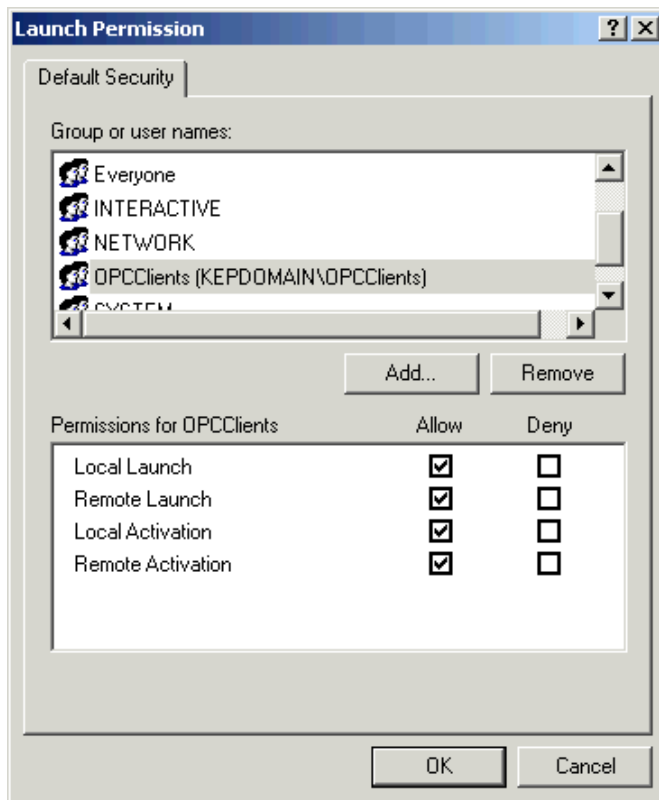 Launch Permission
Default Security
Group or user names:
Everyone
INTERACTIVE
NETWORK
OPCClients (KEPDOMAIN\OPCClients)
SYSTEM
Add... Remove
Permissions for OPCClients Allow Deny
Local Launch
Remote Launch
Local Activation
Remote Activation
OK Cancel